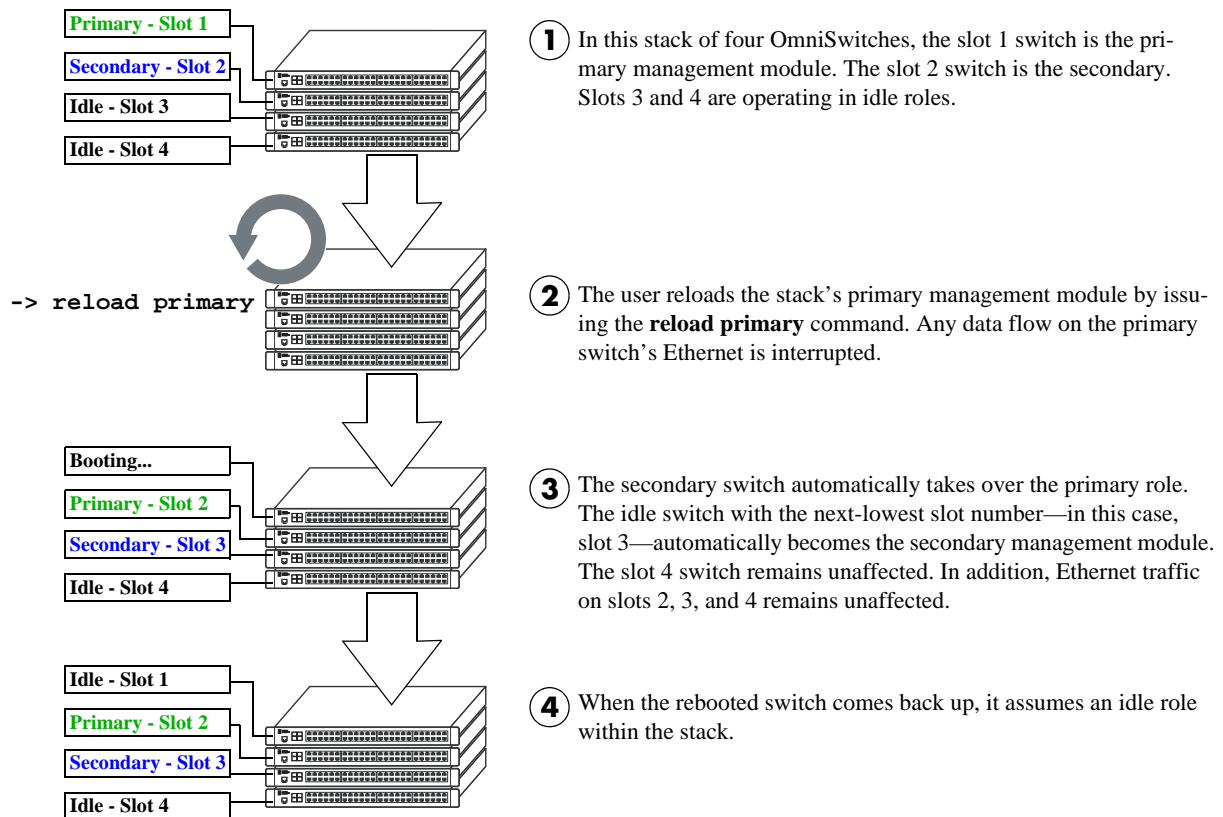 Primary - Slot 1
Secondary - Slot 2
Idle - Slot 3
Idle - Slot 4
1
In this stack of four OmniSwitches, the slot 1 switch is the pri-
mary management module. The slot 2 switch is the secondary.
Slots 3 and 4 are operating in idle roles.
-> reload primary
2
The user reloads the stack’s primary management module by issu-
ing the reload primary command. Any data flow on the primary
switch’s Ethernet is interrupted.
Booting...
Primary - Slot 2
Secondary - Slot 3
Idle - Slot 4
3
The secondary switch automatically takes over the primary role.
The idle switch with the next-lowest slot number—in this case,
slot 3—automatically becomes the secondary management module.
The slot 4 switch remains unaffected. In addition, Ethernet traffic
on slots 2, 3, and 4 remains unaffected.
Idle - Slot 1
Primary - Slot 2
Secondary - Slot 3
Idle - Slot 4
4
When the rebooted switch comes back up, it assumes an idle role
within the stack.